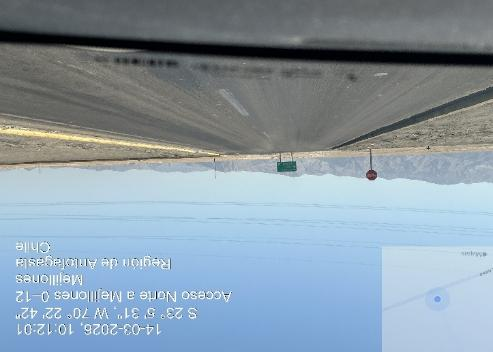 14-03-2026, 10:12:01
S 23° 5' 31", W 70° 22' 42"
Acceso Norte a Mejillones 0–12
Mejillones
Región de Antofagasta
Chile